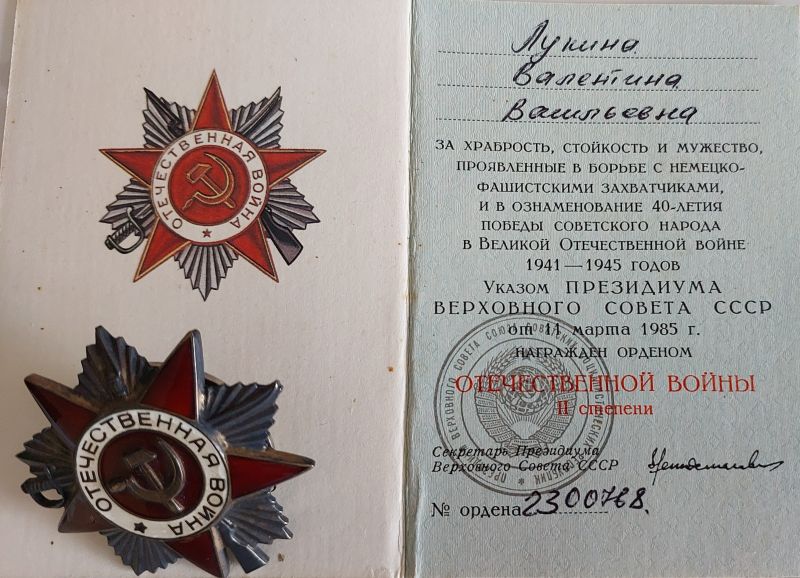 ОТЕЧЕСТВЕННАЯ ВОЙНА
ОТЕЧЕСТВЕННАЯ ВОЙНА
Лукина
Валентина
Васильевна
ЗА ХРАБРОСТЬ, СТОЙКОСТЬ И МУЖЕСТВО,
ПРОЯВЛЕННЫЕ В БОРЬБЕ С НЕМЕЦКО-
ФАШИСТСКИМИ ЗАХВАТЧИКАМИ,
И В ОЗНАМЕНОВАНИЕ 40-ЛЕТИЯ
ПОБЕДЫ СОВЕТСКОГО НАРОДА
В ВЕЛИКОЙ ОТЕЧЕСТВЕННОЙ ВОЙНЕ
1941—1945 ГОДОВ
УКАЗОМ ПРЕЗИДИУМА
ВЕРХОВНОГО СОВЕТА СССР
от 11 марта 1985 г.
НАГРАЖДЕН ОРДЕНОМ
ОТЕЧЕСТВЕННОЙ ВОЙНЫ
II степени
Секретарь Президиума
Верховного Совета СССР
№ ордена 2300768.